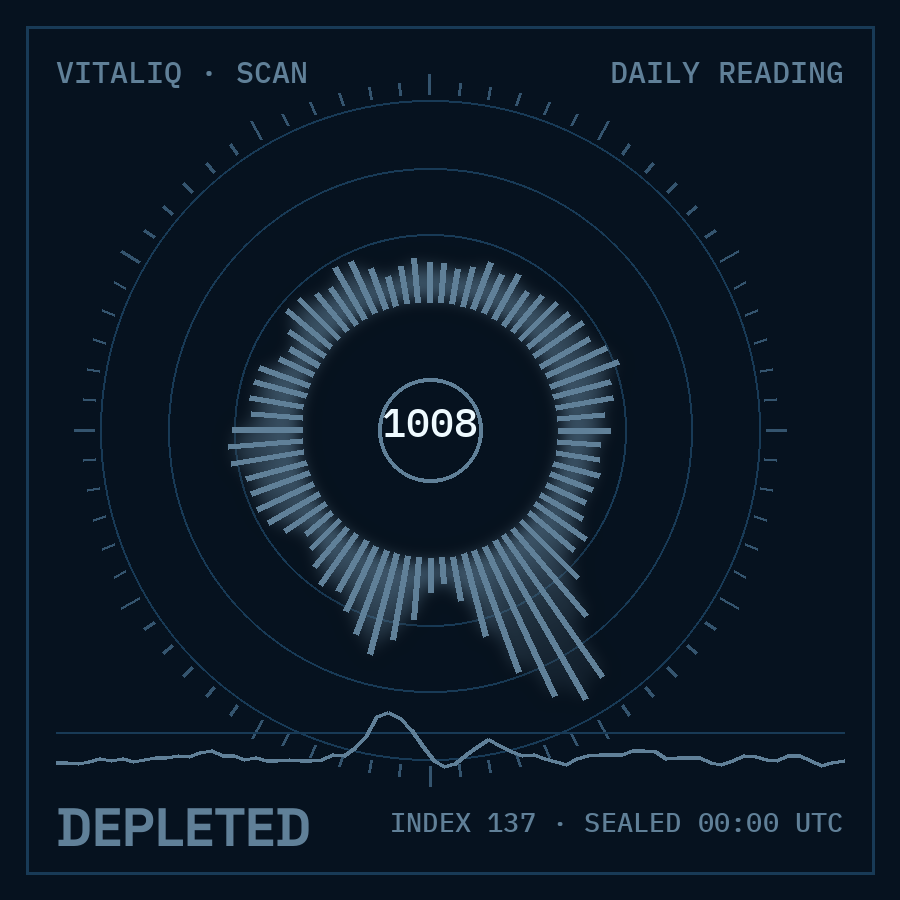 VITALIQ · SCAN
DAILY READING
1008
DEPLETED
INDEX 137 · SEALED 00:00 UTC